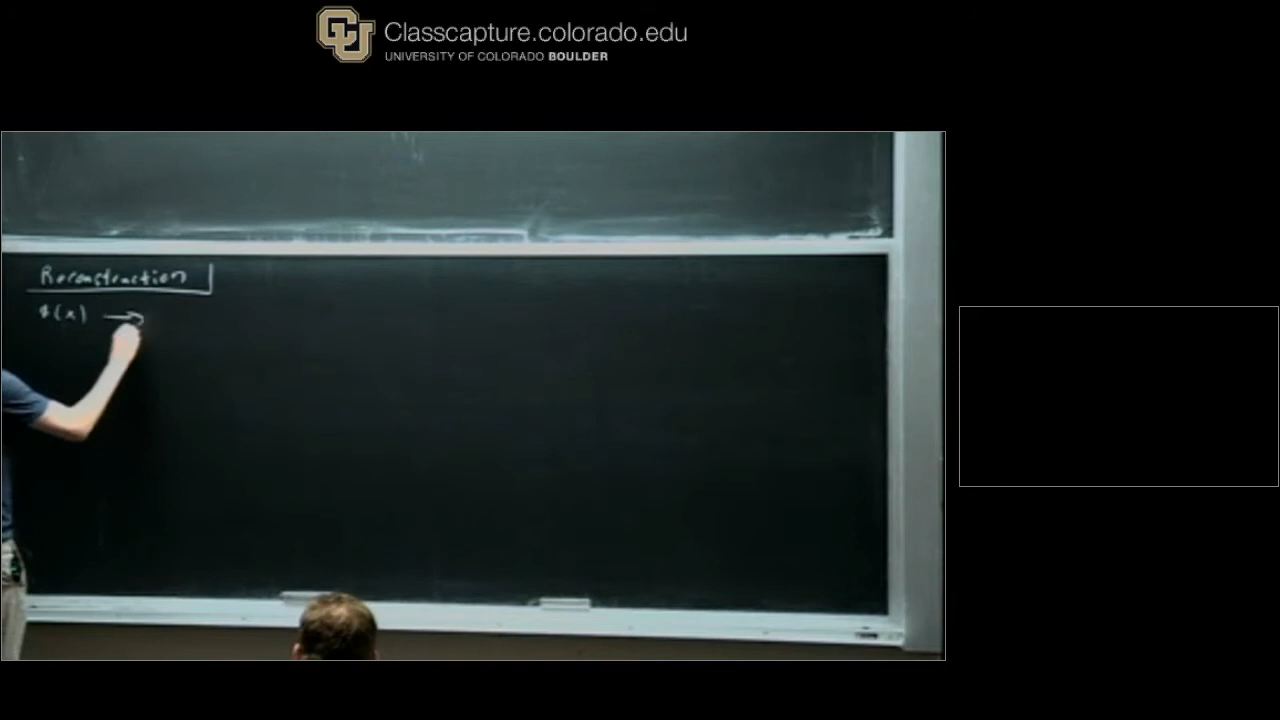 Classcapture.colorado.edu
UNIVERSITY OF COLORADO BOULDER
Reconstruction
ϕ(x) →